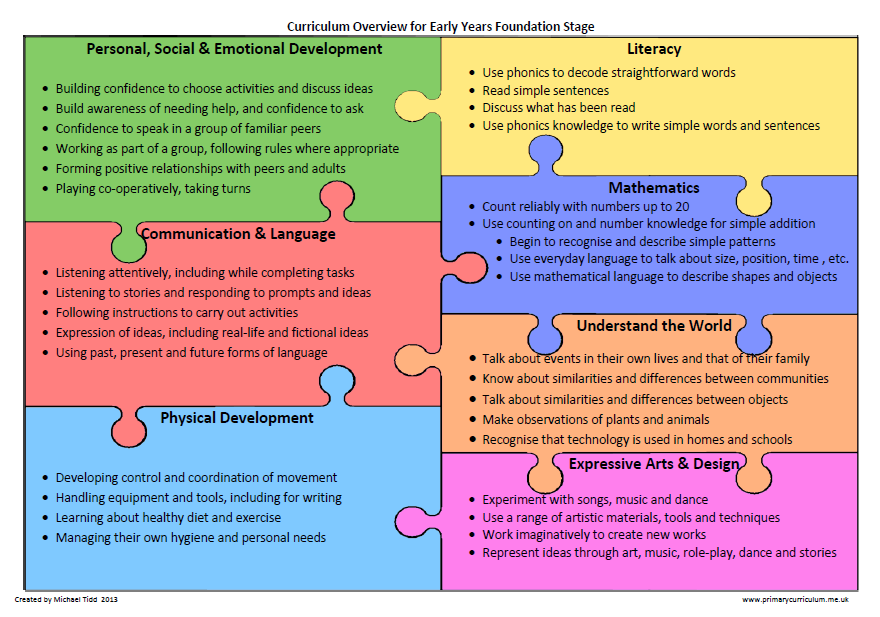 Curriculum Overview for Early Years Foundation Stage
Personal, Social & Emotional Development
• Building confidence to choose activities and discuss ideas
• Build awareness of needing help, and confidence to ask
• Confidence to speak in a group of familiar peers
• Working as part of a group, following rules where appropriate
• Forming positive relationships with peers and adults
• Playing co-operatively, taking turns
Literacy
• Use phonics to decode straightforward words
• Read simple sentences
• Discuss what has been read
• Use phonics knowledge to write simple words and sentences
Communication & Language
• Listening attentively, including while completing tasks
• Listening to stories and responding to prompts and ideas
• Following instructions to carry out activities
• Expression of ideas, including real-life and fictional ideas
• Using past, present and future forms of language
Mathematics
• Count reliably with numbers up to 20
• Use counting on and number knowledge for simple addition
• Begin to recognise and describe simple patterns
• Use everyday language to talk about size, position, time , etc.
• Use mathematical language to describe shapes and objects
Understand the World
• Talk about events in their own lives and that of their family
• Know about similarities and differences between communities
• Talk about similarities and differences between objects
• Make observations of plants and animals
• Recognise that technology is used in homes and schools
Physical Development
• Developing control and coordination of movement
• Handling equipment and tools, including for writing
• Learning about healthy diet and exercise
• Managing their own hygiene and personal needs
Expressive Arts & Design
• Experiment with songs, music and dance
• Use a range of artistic materials, tools and techniques
• Work imaginatively to create new works
• Represent ideas through art, music, role-play, dance and stories
Created by Michael Tidd 2013
www.primarycurriculum.me.uk